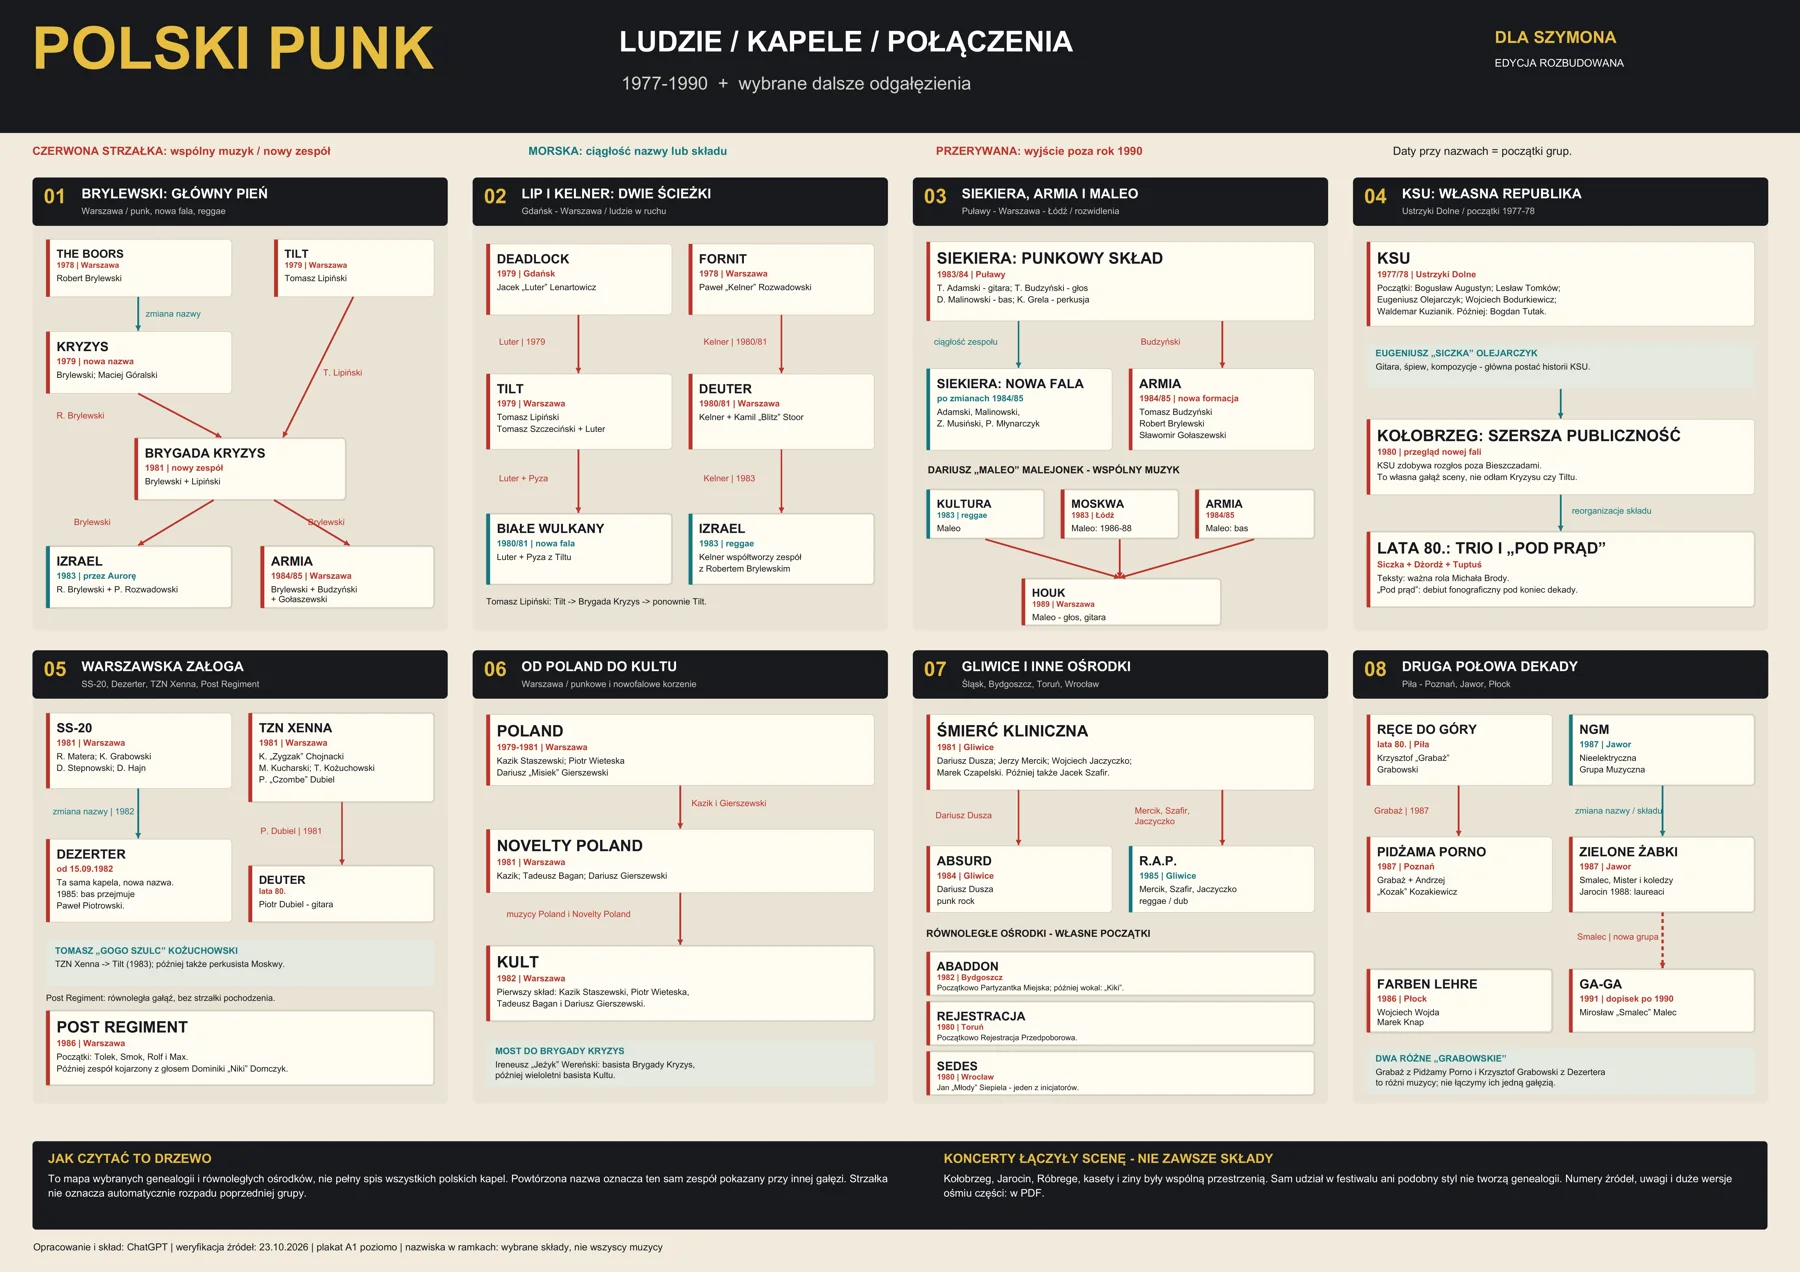 POLSKI PUNK
LUDZIE / KAPELE / POŁĄCZENIA
1977-1990 + wybrane dalsze odgałęzienia
DLA SZYMONA
EDYCJA ROZBUDOWANA
CZERWONA STRZAŁKA: wspólny muzyk / nowy zespół
MORSKA: ciągłość nazwy lub składu
PRZERYWANA: wyjście poza rok 1990
Daty przy nazwach = początki grup.
01 BRYLEWSKI: GŁÓWNY PIEŃ
Warszawa / punk, nowa fala, reggae
THE BOORS
1978 | Warszawa
Robert Brylewski
TILT
1979 | Warszawa
Tomasz Lipiński
zmiana nazwy
KRYZYS
1979 | nowa nazwa
Brylewski; Maciej Góralski
T. Lipiński
R. Brylewski
BRYGADA KRYZYS
1981 | nowy zespół
Brylewski + Lipiński
Brylewski
Brylewski
IZRAEL
1983 | przez Aurorę
R. Brylewski + P. Rozwadowski
ARMIA
1984/85 | Warszawa
Brylewski + Budzyński
+ Gołaszewski
02 LIP I KELNER: DWIE ŚCIEŻKI
Gdańsk - Warszawa / ludzie w ruchu
DEADLOCK
1979 | Gdańsk
Jacek „Luter” Lenartowicz
FORNIT
1978 | Warszawa
Paweł „Kelner” Rozwadowski
Luter | 1979
Kelner | 1980/81
TILT
1979 | Warszawa
Tomasz Lipiński
Tomasz Szczeciński + Luter
DEUTER
1980/81 | Warszawa
Kelner + Kamil „Blitz” Stoor
Luter + Pyza
Kelner | 1983
BIAŁE WULKANY
1980/81 | nowa fala
Luter + Pyza z Tiltu
IZRAEL
1983 | reggae
Kelner współtworzy zespół
z Robertem Brylewskim
Tomasz Lipiński: Tilt -> Brygada Kryzys -> ponownie Tilt.
03 SIEKIERA, ARMIA I MALEO
Puławy - Warszawa - Łódź / rozwidlenia
SIEKIERA: PUNKOWY SKŁAD
1983/84 | Puławy
T. Adamski - gitara; T. Budzyński - głos
D. Malinowski - bas; K. Grela - perkusja
ciągłość zespołu
Budzyński
SIEKIERA: NOWA FALA
po zmianach 1984/85
Adamski, Malinowski,
Z. Musiński, P. Młynarczyk
ARMIA
1984/85 | nowa formacja
Tomasz Budzyński
Robert Brylewski
Sławomir Gołaszewski
DARIUSZ „MALEO” MALEJONEK - WSPÓLNY MUZYK
KULTURA
1983 | reggae
Maleo
MOSKWA
1983 | Łódź
Maleo: 1986-88
ARMIA
1984/85
Maleo: bas
HOUK
1989 | Warszawa
Maleo - głos, gitara
04 KSU: WŁASNA REPUBLIKA
Ustrzyki Dolne / początki 1977-78
KSU
1977/78 | Ustrzyki Dolne
Początki: Bogusław Augustyn; Lesław Tomków;
Eugeniusz Olejarczyk; Wojciech Bodurkiewicz;
Waldemar Kuzianik. Później: Bogdan Tutak.
EUGENIUSZ „SICZKA” OLEJARCZYK
Gitara, śpiew, kompozycje - główna postać historii KSU.
KOŁOBRZEG: SZERSZA PUBLICZNOŚĆ
1980 | przegląd nowej fali
KSU zdobywa rozgłos poza Bieszczadami.
To własna gałąź sceny, nie odłam Kryzysu czy Tiltu.
reorganizacje składu
LATA 80.: TRIO I „POD PRĄD”
Siczka + Dżordż + Tuptuś
Teksty: ważna rola Michała Brody.
„Pod prąd”: debiut fonograficzny pod koniec dekady.
05 WARSZAWSKA ZAŁOGA
SS-20, Dezerter, TZN Xenna, Post Regiment
SS-20
1981 | Warszawa
R. Matera; K. Grabowski
D. Stepnowski; D. Hajn
TZN XENNA
1981 | Warszawa
K. „Zygzak” Chojnacki
M. Kucharski; T. Kożuchowski
P. „Czombe” Dubiel
zmiana nazwy | 1982
P. Dubiel | 1981
DEZERTER
od 15.09.1982
Ta sama kapela, nowa nazwa.
1985: bas przejmuje
Paweł Piotrowski.
DEUTER
lata 80.
Piotr Dubiel - gitara
TOMASZ „GOGO SZULC” KOŻUCHOWSKI
TZN Xenna -> Tilt (1983); później także perkusista Moskwy.
Post Regiment: równoległa gałąź, bez strzałki pochodzenia.
POST REGIMENT
1986 | Warszawa
Początki: Tolek, Smok, Rolf i Max.
Później zespół kojarzony z głosem Dominiki „Niki” Domczyk.
06 OD POLAND DO KULTU
Warszawa / punkowe i nowofalowe korzenie
POLAND
1979-1981 | Warszawa
Kazik Staszewski; Piotr Wieteska
Dariusz „Misiek” Gierszewski
Kazik i Gierszewski
NOVELTY POLAND
1981 | Warszawa
Kazik; Tadeusz Bagan; Dariusz Gierszewski
muzycy Poland i Novelty Poland
KULT
1982 | Warszawa
Pierwszy skład: Kazik Staszewski, Piotr Wieteska,
Tadeusz Bagan i Dariusz Gierszewski.
MOST DO BRYGADY KRYZYS
Ireneusz „Jeżyk” Wereński: basista Brygady Kryzys,
później wieloletni basista Kultu.
07 GLIWICE I INNE OŚRODKI
Śląsk, Bydgoszcz, Toruń, Wrocław
ŚMIERĆ KLINICZNA
1981 | Gliwice
Dariusz Dusza; Jerzy Mercik; Wojciech Jaczyczko;
Marek Czapelski. Później także Jacek Szafir.
Dariusz Dusza
Mercik, Szafir,
Jaczyczko
ABSURD
1984 | Gliwice
Dariusz Dusza
punk rock
R.A.P.
1985 | Gliwice
Mercik, Szafir, Jaczyczko
reggae / dub
RÓWNOLEGŁE OŚRODKI - WŁASNE POCZĄTKI
ABADDON
1982 | Bydgoszcz
Początkowo Partyzantka Miejska; później wokal: „Kiki”.
REJESTRACJA
1980 | Toruń
Początkowo Rejestracja Przedpoborowa.
SEDES
1980 | Wrocław
Jan „Młody” Siepiela - jeden z inicjatorów.
08 DRUGA POŁOWA DEKADY
Piła - Poznań, Jawor, Płock
RĘCE DO GÓRY
lata 80. | Piła
Krzysztof „Grabaż”
Grabowski
NGM
1987 | Jawor
Nieelektryczna
Grupa Muzyczna
Grabaż | 1987
zmiana nazwy / składu
PIDŻAMA PORNO
1987 | Poznań
Grabaż + Andrzej
„Kozak” Kozakiewicz
ZIELONE ŻABKI
1987 | Jawor
Smalec, Mister i koledzy
Jarocin 1988: laureaci
Smalec | nowa grupa
FARBEN LEHRE
1986 | Płock
Wojciech Wojda
Marek Knap
GA-GA
1991 | dopisek po 1990
Mirosław „Smalec” Malec
DWA RÓŻNE „GRABOWSKIE”
Grabaż z Pidżamy Porno i Krzysztof Grabowski z Dezertera
to różni muzycy; nie łączymy ich jedną gałęzią.
JAK CZYTAĆ TO DRZEWO
To mapa wybranych genealogii i równoległych ośrodków, nie pełny spis wszystkich polskich kapel. Powtórzona nazwa oznacza ten sam zespół pokazany przy innej gałęzi. Strzałka
nie oznacza automatycznie rozpadu poprzedniej grupy.
KONCERTY ŁĄCZYŁY SCENĘ - NIE ZAWSZE SKŁADY
Kołobrzeg, Jarocin, Róbrege, kasety i ziny były wspólną przestrzenią. Sam udział w festiwalu ani podobny styl nie tworzą genealogii. Numery źródeł, uwagi i duże wersje
ośmiu części: w PDF.
Opracowanie i skład: ChatGPT | weryfikacja źródeł: 23.10.2026 | plakat A1 poziomo | nazwiska w ramkach: wybrane składy, nie wszyscy muzycy